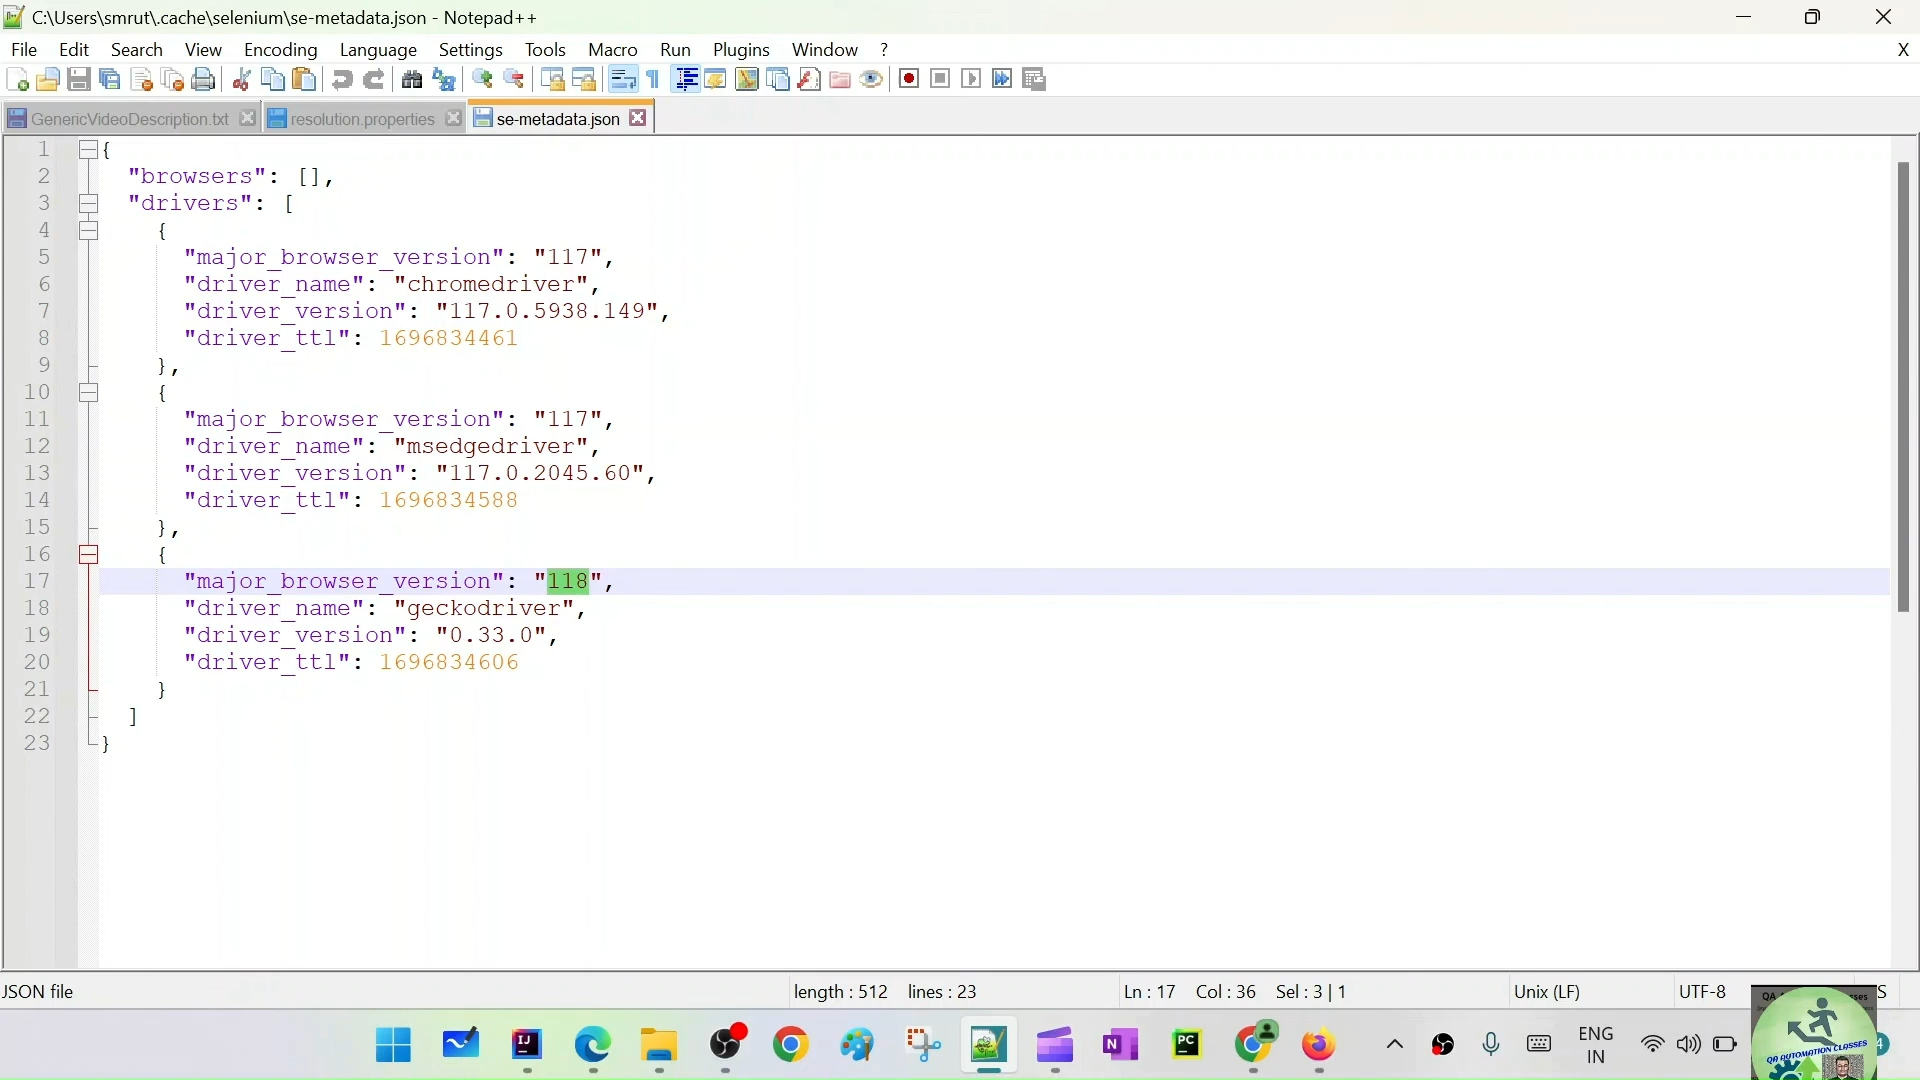 C:\Users\smrut\.cache\selenium\se-metadata.json - Notepad++
File Edit Search View Encoding Language Settings Tools Macro Run Plugins Window ? X
GenericVideoDescription.txt resolution.properties se-metadata.json
1 {
2 "browsers": [],
3 "drivers": [
4 {
5 "major_browser_version": "117",
6 "driver_name": "chromedriver",
7 "driver_version": "117.0.5938.149",
8 "driver_ttl": 1696834461
9 },
10 {
11 "major_browser_version": "117",
12 "driver_name": "msedgedriver",
13 "driver_version": "117.0.2045.60",
14 "driver_ttl": 1696834588
15 },
16 {
17 "major_browser_version": "118",
18 "driver_name": "geckodriver",
19 "driver_version": "0.33.0",
20 "driver_ttl": 1696834606
21 }
22 ]
23 }
JSON file length : 512 lines : 23 Ln : 17 Col : 36 Sel : 3 | 1 Unix (LF) UTF-8
IJ N PC ENG
IN
QA AUTOMATION CLASSES